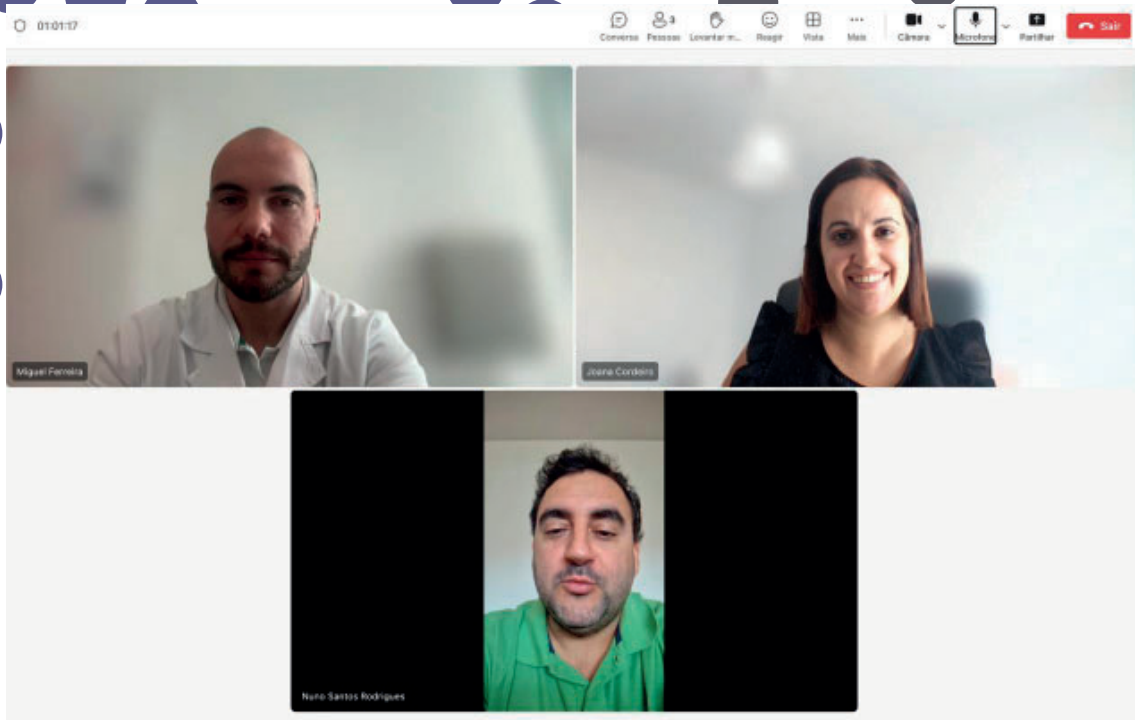 01:01:17
Conversa Pessoas 3 Levantar m... Reagir Vista Mais Câmara Microfone Partilhar Sair
Miguel Ferreira
Joana Cordeiro
Nuno Santos Rodrigues